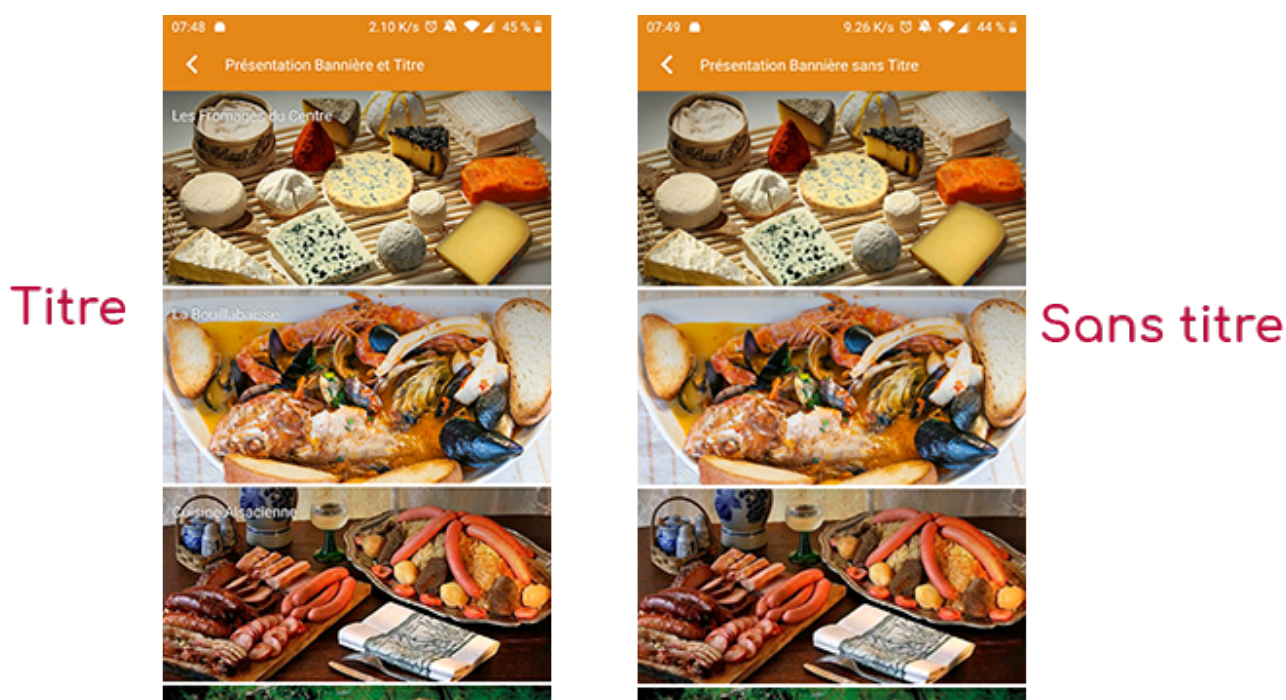 07:48 2.10 K/s 45 %
Présentation Bannière et Titre
Les Fromages du Centre
La Bouillabaisse
Cuisine Alsacienne
Titre
07:49 9.26 K/s 44 %
Présentation Bannière sans Titre
Sans titre